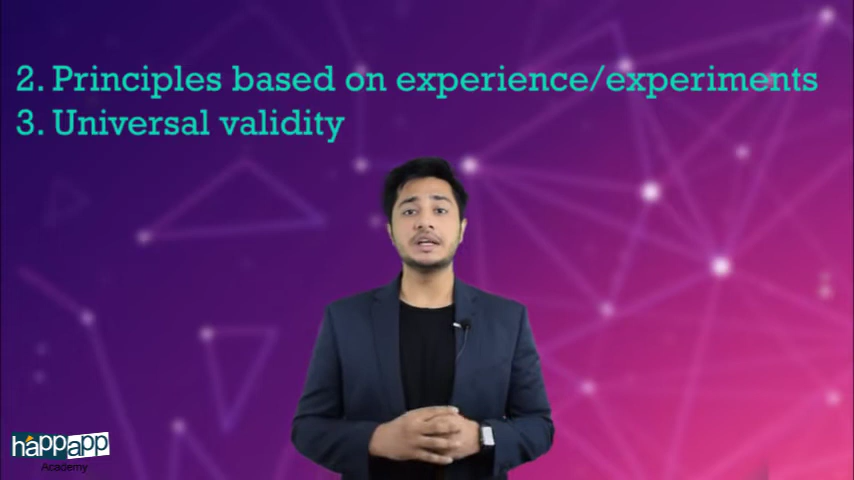 2. Principles based on experience/experiments
3. Universal validity
happapp
Academy